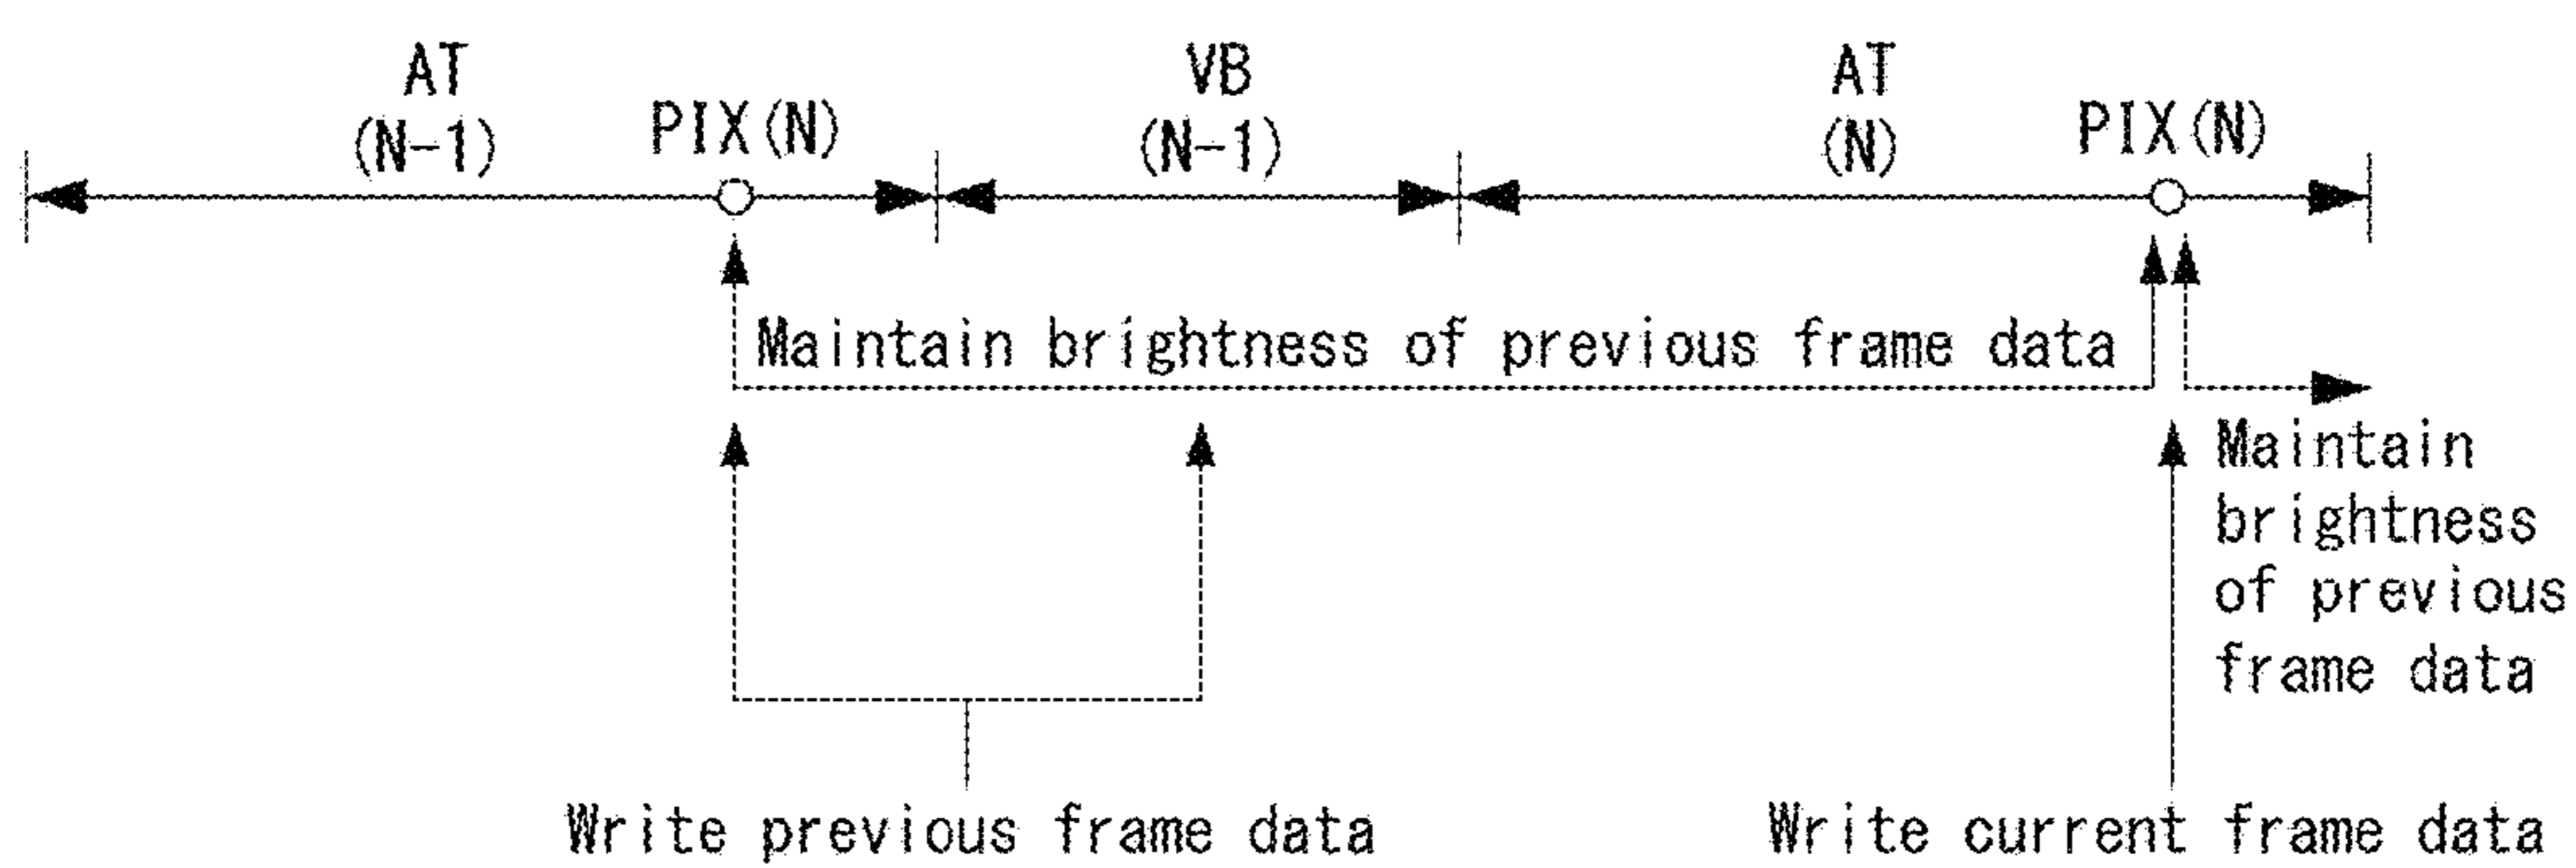 AT
(N-1)
PIX(N)
VB
(N-1)
AT
(N)
PIX(N)
Maintain brightness of previous frame data
Maintain
brightness
of previous
frame data
Write previous frame data
Write current frame data